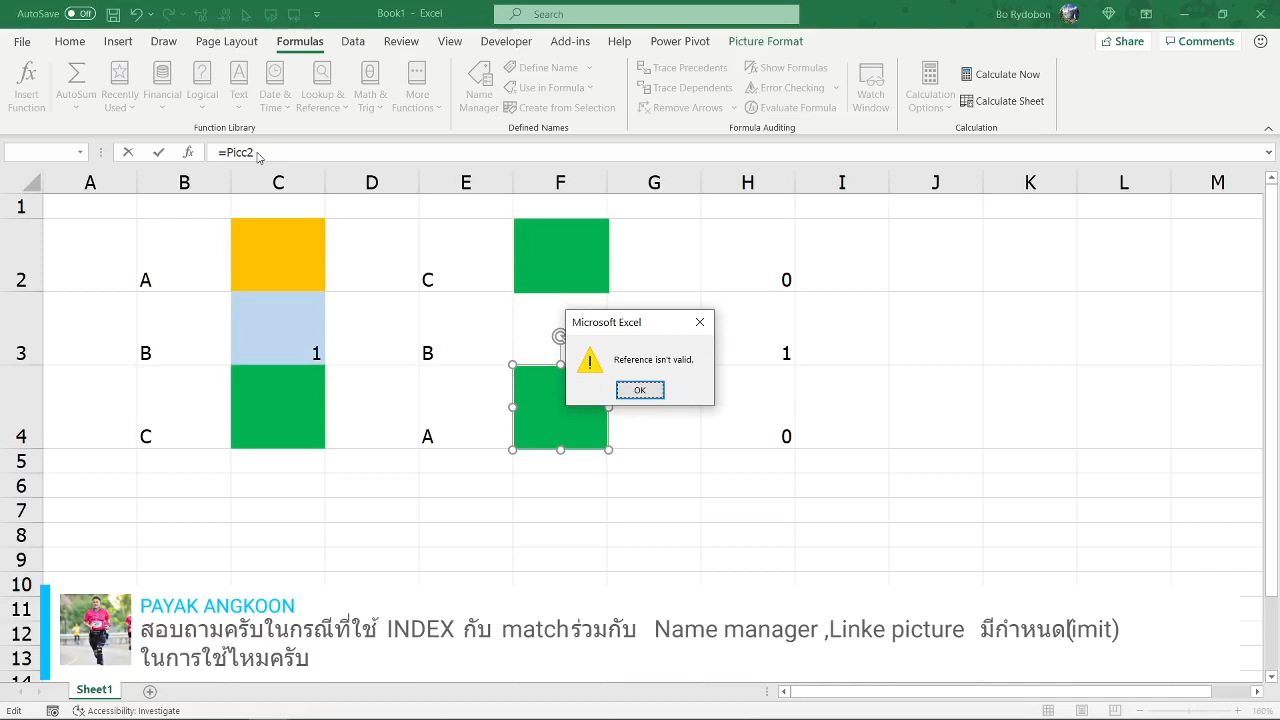 AutoSave Off Book1 - Excel Search Bo Rydobon
File Home Insert Draw Page Layout Formulas Data Review View Developer Add-ins Help Power Pivot Picture Format Share Comments
Insert Function AutoSum Recently Used Financial Logical Text Date & Time Lookup & Reference Math & Trig More Functions
Function Library
Name Manager Define Name Use in Formula Create from Selection
Defined Names
Trace Precedents Trace Dependents Remove Arrows Show Formulas Error Checking Evaluate Formula
Formula Auditing
Watch Window
Calculation Options Calculate Now Calculate Sheet
Calculation
fx =Picc2
A B C D E F G H I J K L M
1
2 A C 0
3 B 1 B 1
4 C A 0
5
6
7
8
9
10
11
12
13
14
Microsoft Excel
Reference isn't valid.
OK
PAYAK ANGKOON
สอบถามครับในกรณีที่ใช้ INDEX กับ matchร่วมกับ Name manager ,Linke picture มีกำหนด(limit)
ในการใช้ไหมครับ
Sheet1
Edit Accessibility: Investigate 160%